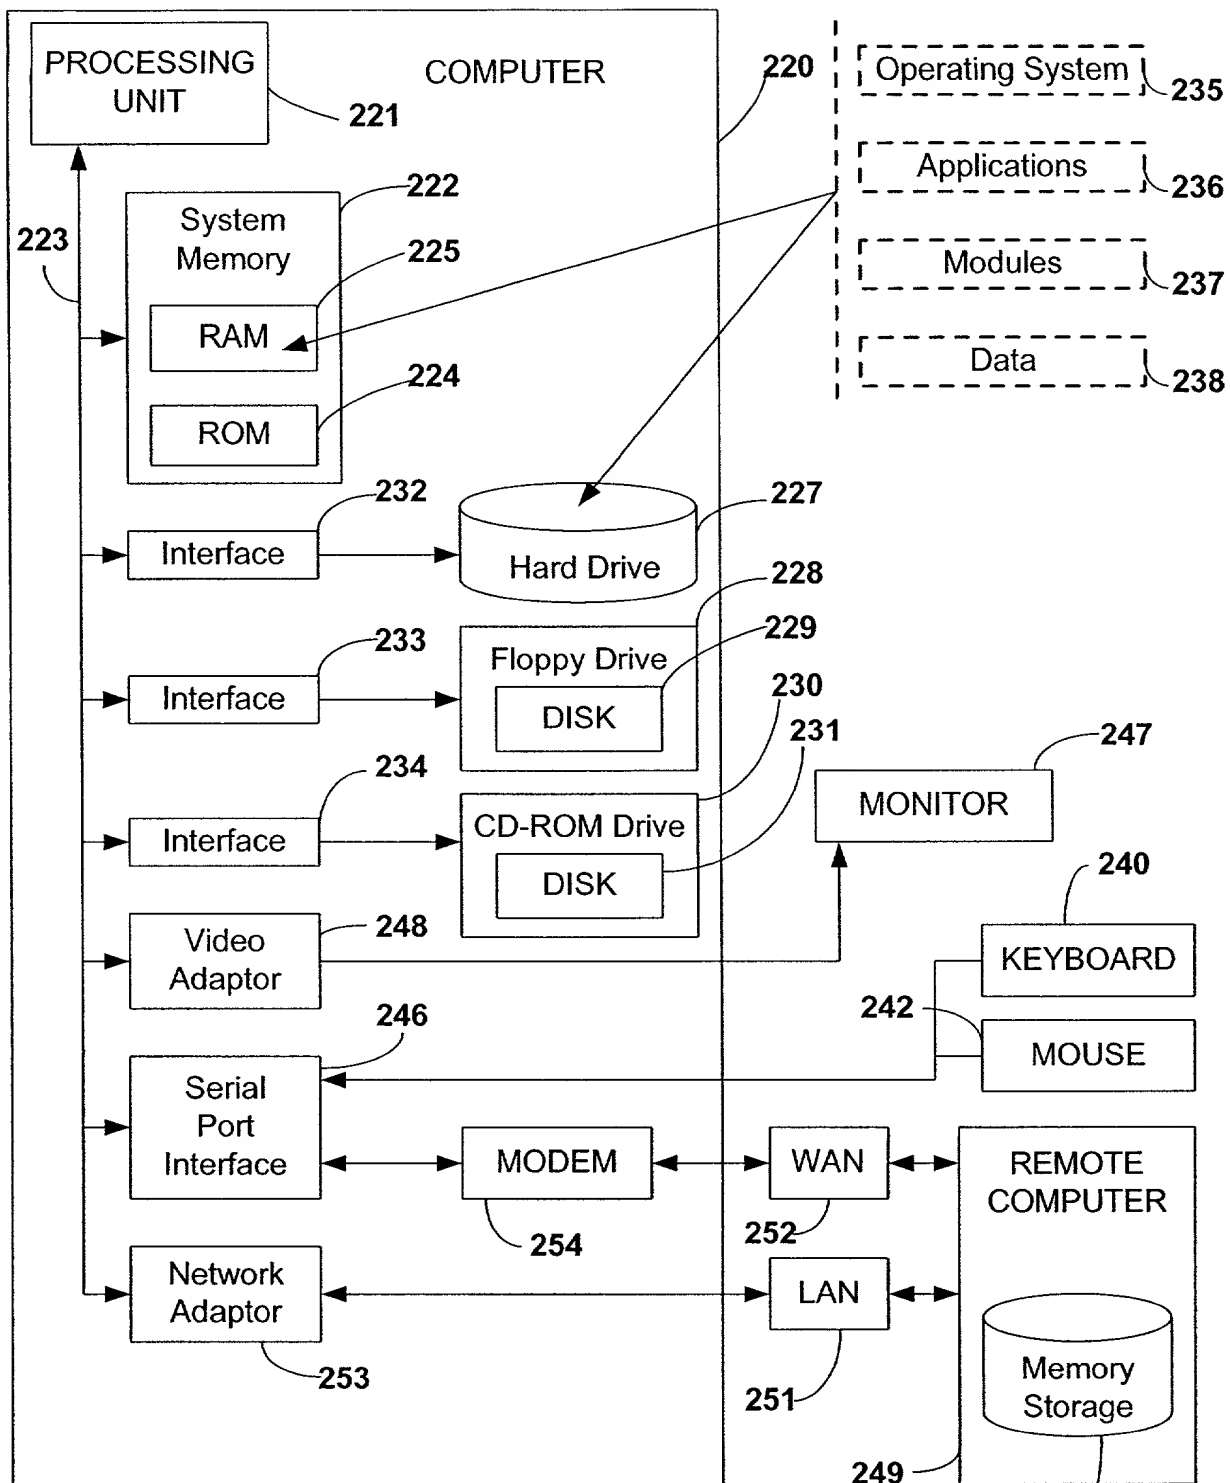 PROCESSING
UNIT
221
COMPUTER
220
Operating System
235
Applications
236
Modules
237
Data
238
223
222
System
Memory
225
RAM
224
ROM
232
Interface
227
Hard Drive
228
233
Interface
229
Floppy Drive
DISK
230
231
234
Interface
CD-ROM Drive
DISK
247
MONITOR
248
Video
Adaptor
240
KEYBOARD
242
MOUSE
246
Serial
Port
Interface
MODEM
254
WAN
252
REMOTE
COMPUTER
Network
Adaptor
253
LAN
251
Memory
Storage
249